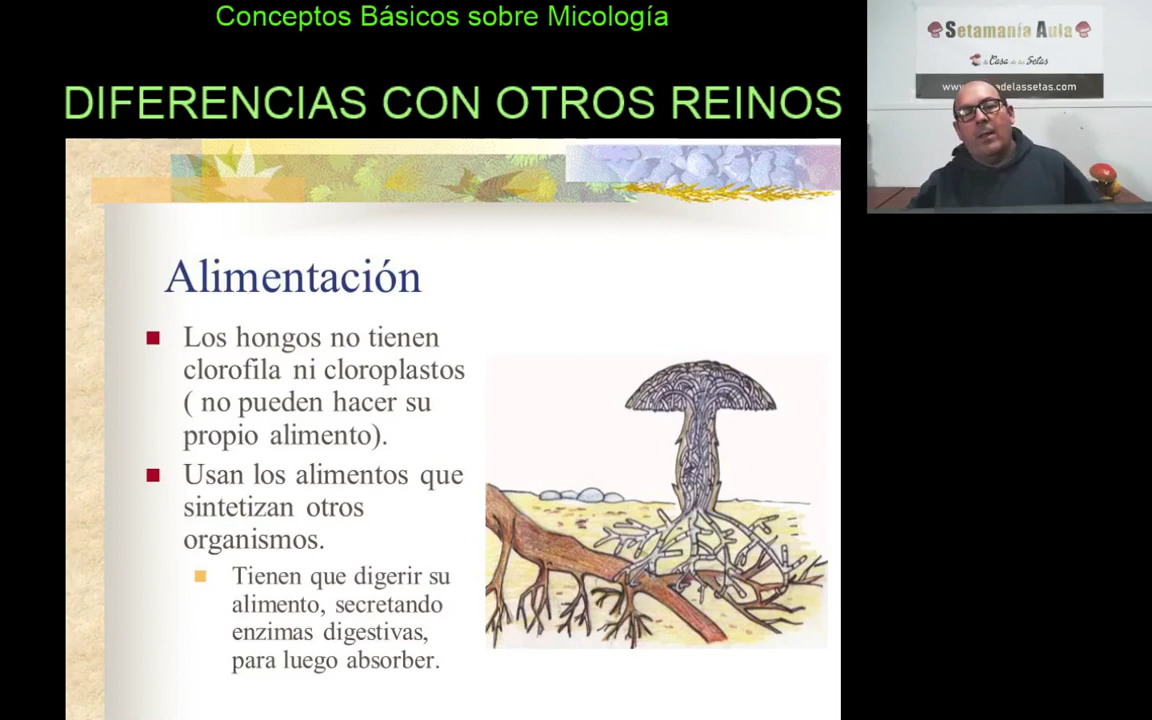 Conceptos Básicos sobre Micología
DIFERENCIAS CON OTROS REINOS
Alimentación
Los hongos no tienen
clorofila ni cloroplastos
( no pueden hacer su
propio alimento).
Usan los alimentos que
sintetizan otros
organismos.
Tienen que digerir su
alimento, secretando
enzimas digestivas,
para luego absorber.
Setamanía Aula
la Casa de las Setas